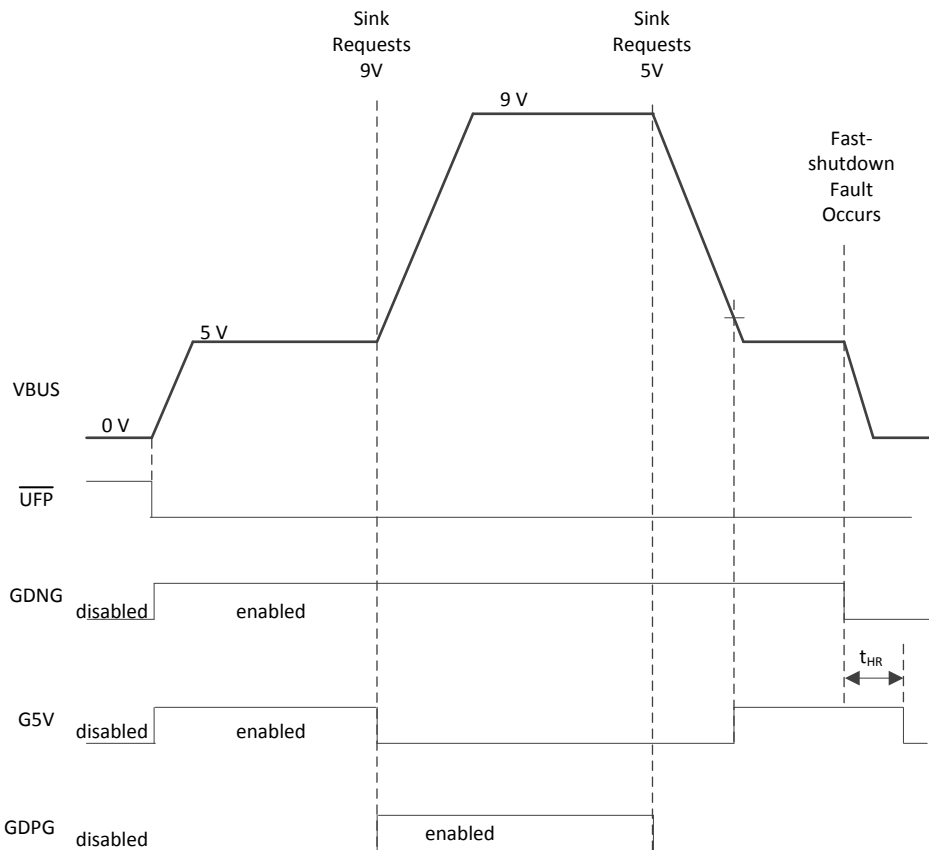 Sink
Requests
9V
Sink
Requests
5V
9 V
Fast-
shutdown
Fault
Occurs
5 V
VBUS
0 V
UFP
GDNG
disabled
enabled
tHR
G5V
disabled
enabled
GDPG
disabled
enabled